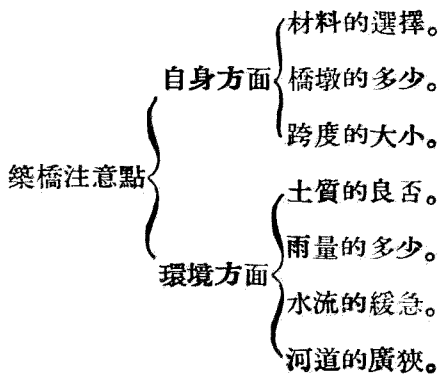 築橋注意點
自身方面
材料的選擇。
橋墩的多少。
跨度的大小。
環境方面
土質的良否。
雨量的多少。
水流的緩急。
河道的廣狹。